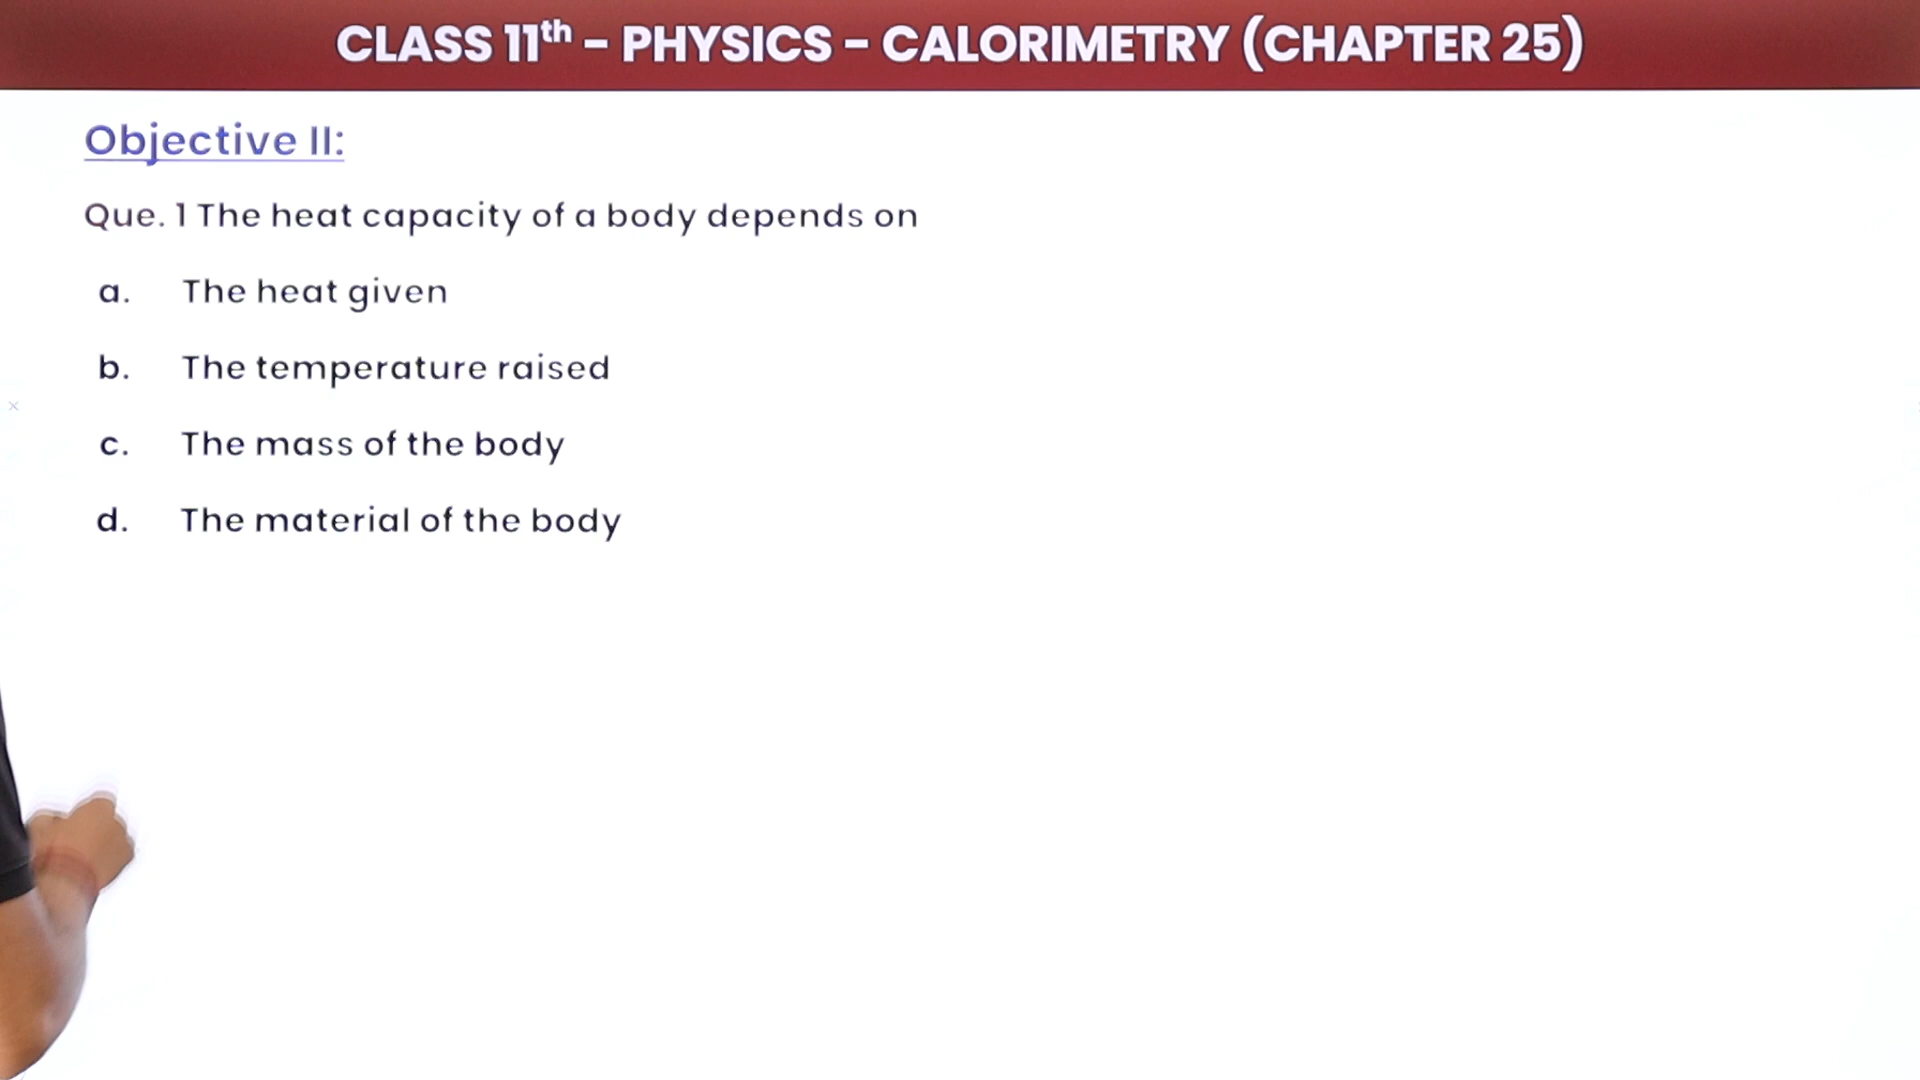 CLASS 11th – PHYSICS – CALORIMETRY (CHAPTER 25)
Objective II:
Que. 1 The heat capacity of a body depends on
a. The heat given
b. The temperature raised
c. The mass of the body
d. The material of the body